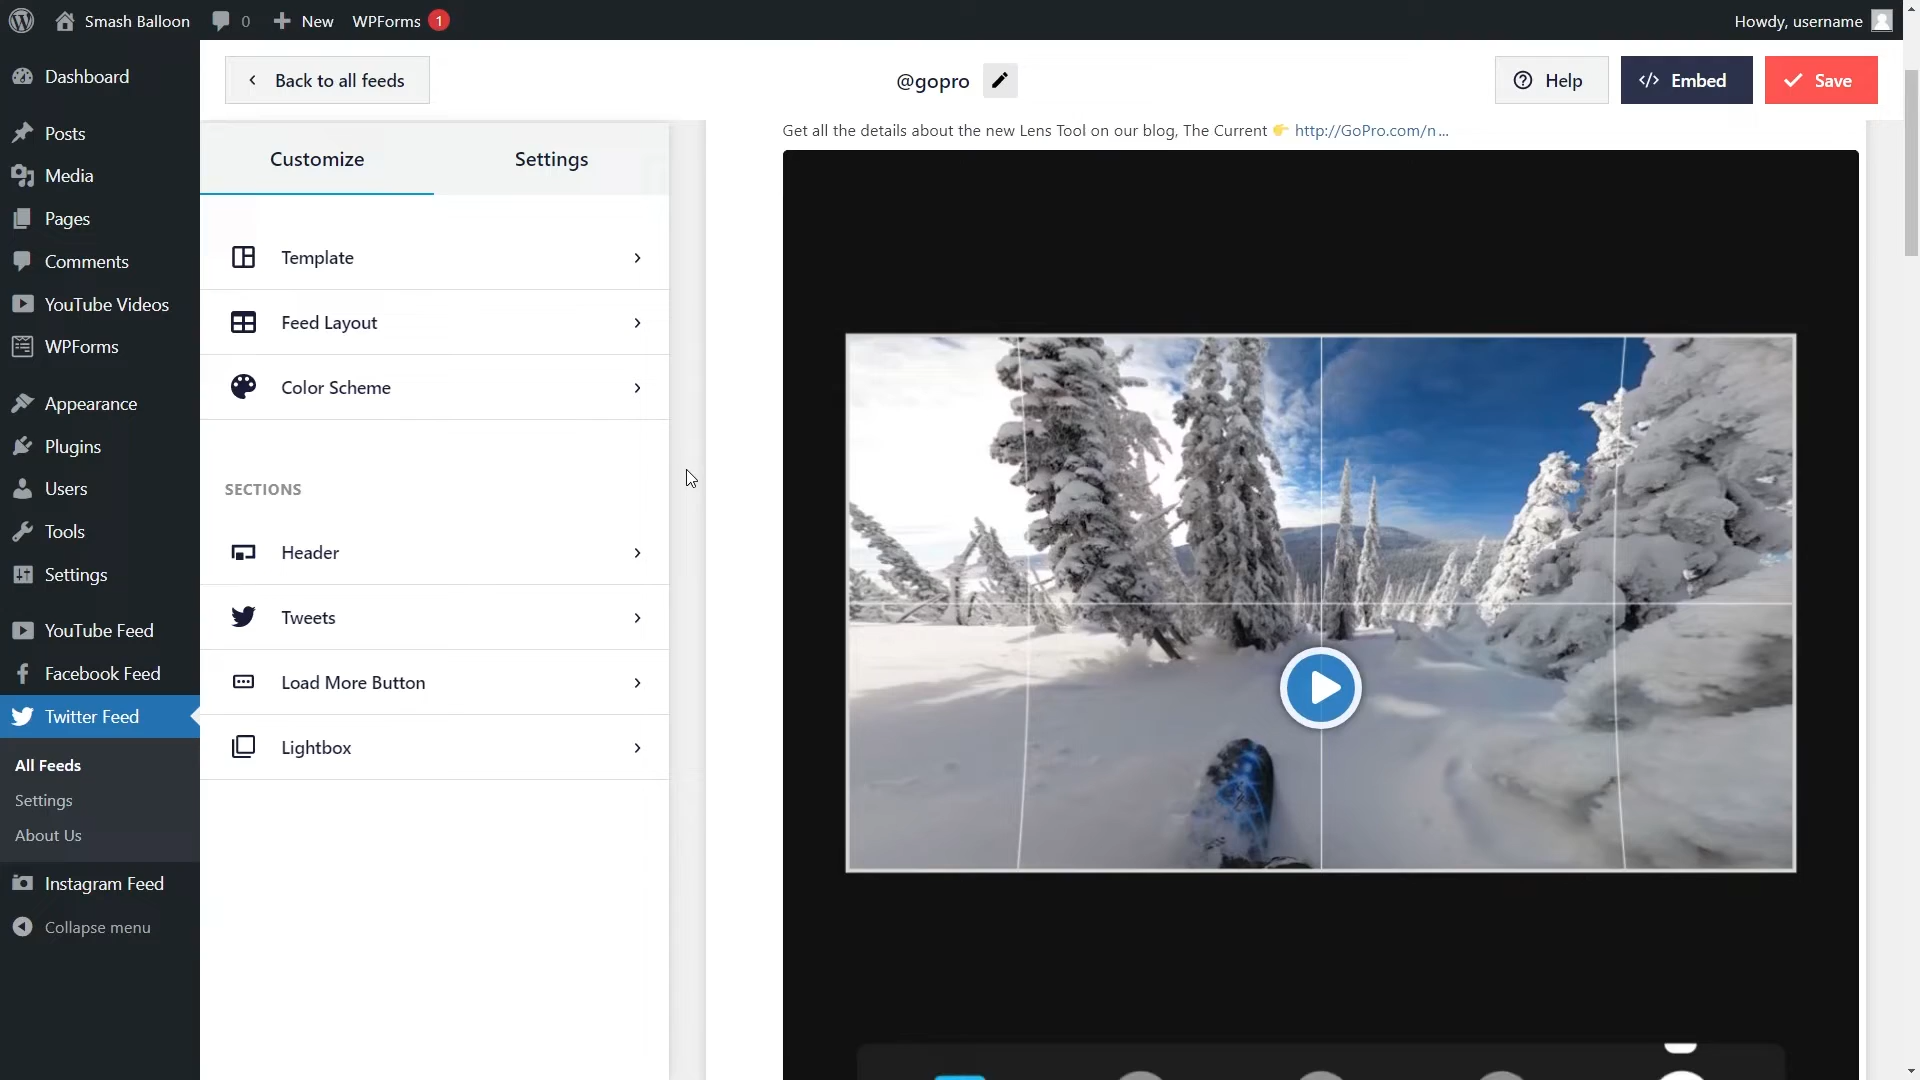 Smash Balloon
0
New
WPForms
1
Howdy, username
Dashboard
Posts
Media
Pages
Comments
YouTube Videos
WPForms
Appearance
Plugins
Users
Tools
Settings
YouTube Feed
Facebook Feed
Twitter Feed
All Feeds
Settings
About Us
Instagram Feed
Collapse menu
Back to all feeds
@gopro
Help
Embed
Save
Customize
Settings
Template
Feed Layout
Color Scheme
SECTIONS
Header
Tweets
Load More Button
Lightbox
Get all the details about the new Lens Tool on our blog, The Current 👉 http://GoPro.com/n...